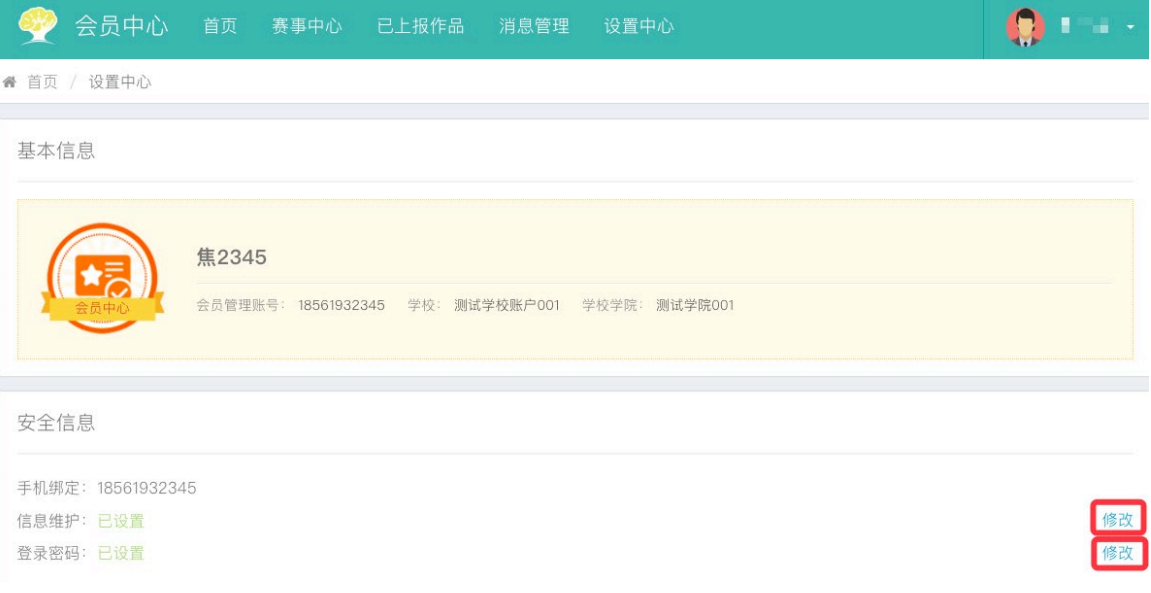 会员中心 首页 赛事中心 已上报作品 消息管理 设置中心
首页 / 设置中心
基本信息
焦2345
会员中心
会员管理账号： 18561932345 学校： 测试学校账户001 学校学院： 测试学院001
安全信息
手机绑定：18561932345
信息维护：已设置 修改
登录密码：已设置 修改